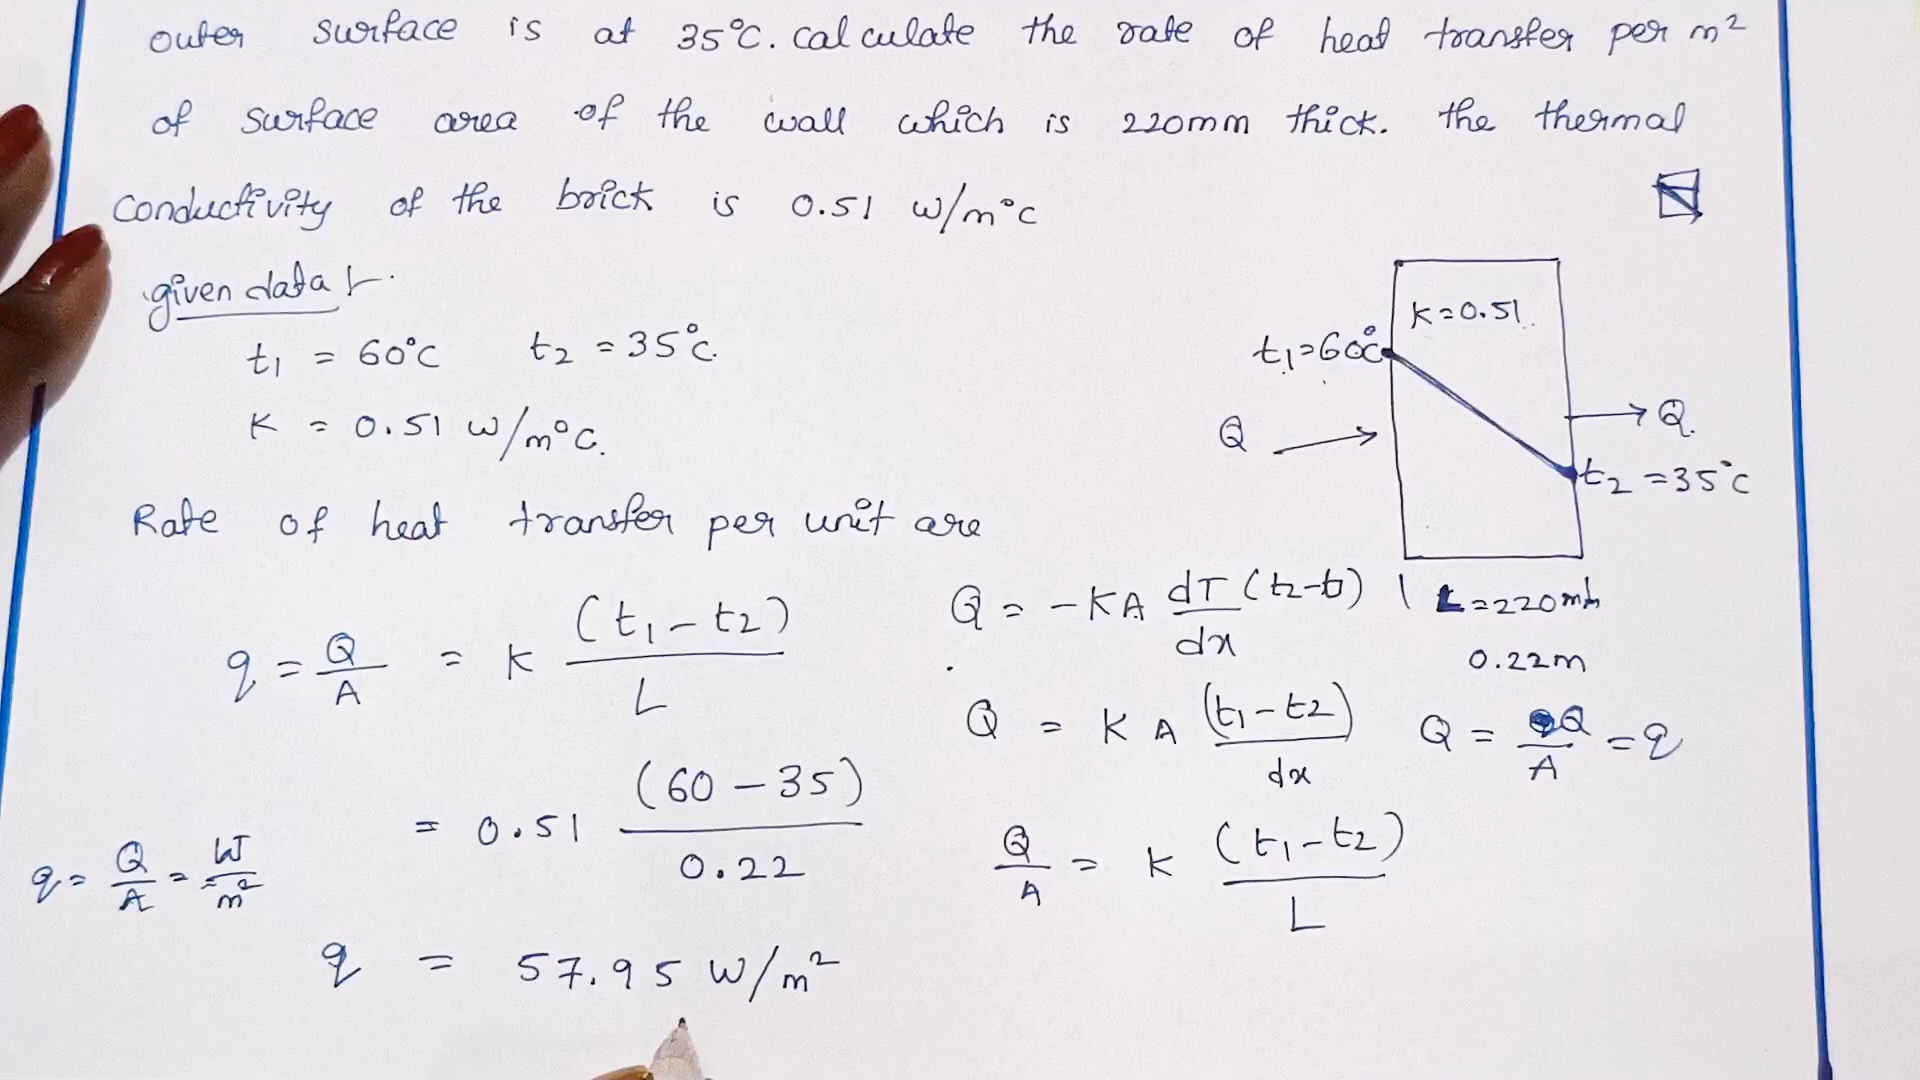 outer surface is at 35°C. calculate the rate of heat transfer per m²
of surface area of the wall which is 220mm thick. the thermal
conductivity of the brick is 0.51 W/m°C
given data :-
t₁ = 60°C t₂ = 35°C.
K = 0.51 W/m°C.
Rate of heat transfer per unit are
q = Q/A = K (t₁ - t₂)/L
= 0.51 (60 - 35)/0.22
q = Q/A = W/m²
q = 57.95 W/m²
K = 0.51
t₁ = 60°C
Q → → Q.
t₂ = 35°C
L = 220mm
0.22m
Q = -KA dT/dx (t₂-t₁)
Q = KA (t₁-t₂)/dx
Q = Q/A = q
Q/A = K (t₁-t₂)/L